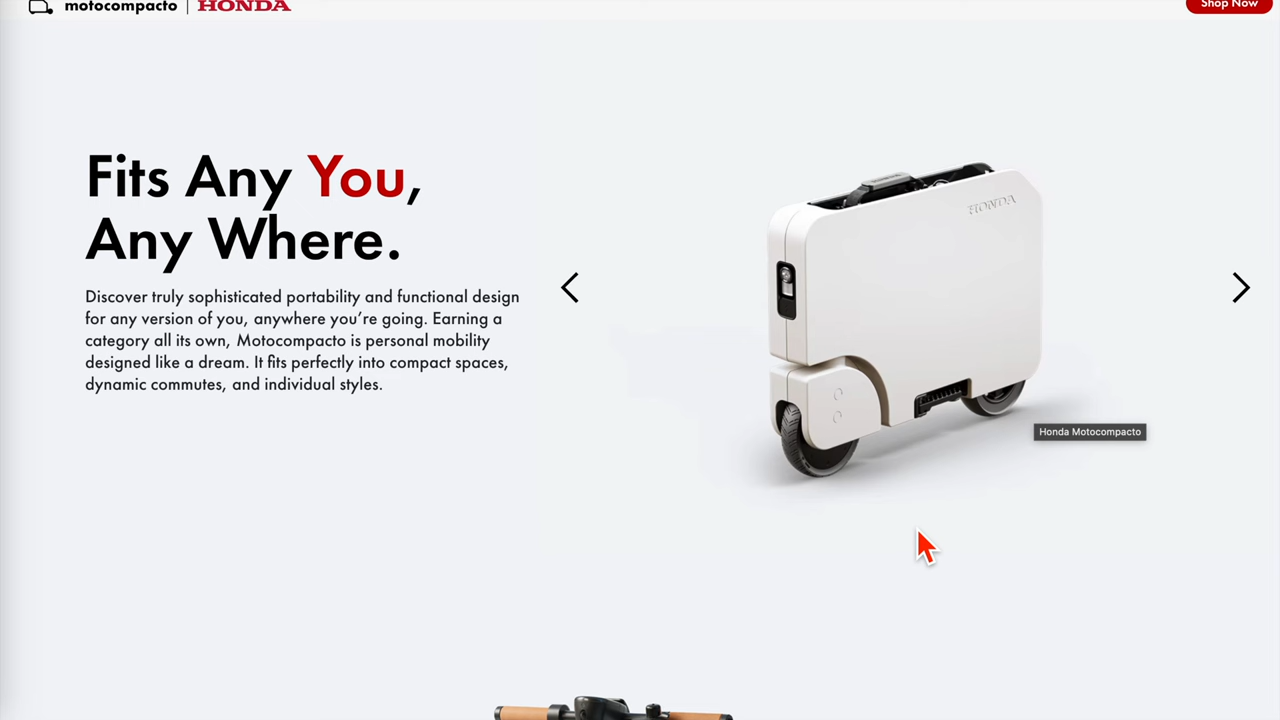 motocompacto | HONDA
Shop Now
Fits Any You,
Any Where.
Discover truly sophisticated portability and functional design
for any version of you, anywhere you’re going. Earning a
category all its own, Motocompacto is personal mobility
designed like a dream. It fits perfectly into compact spaces,
dynamic commutes, and individual styles.
HONDA
Honda Motocompacto